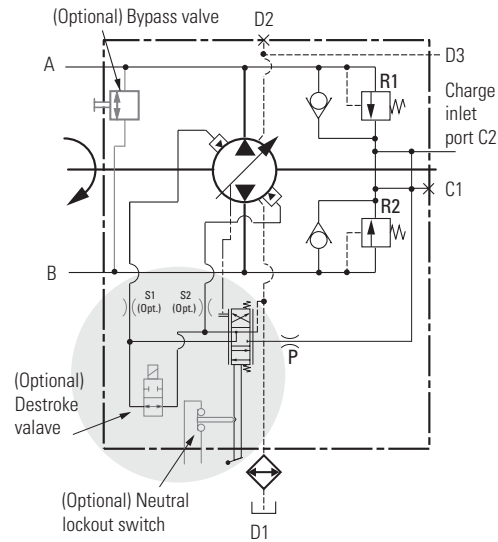 (Optional) Bypass valve
D2
A
D3
R1
Charge
inlet
port C2
C1
R2
B
S1
(Opt.)
S2
(Opt.)
P
(Optional)
Destroke
valave
(Optional) Neutral
lockout switch
D1